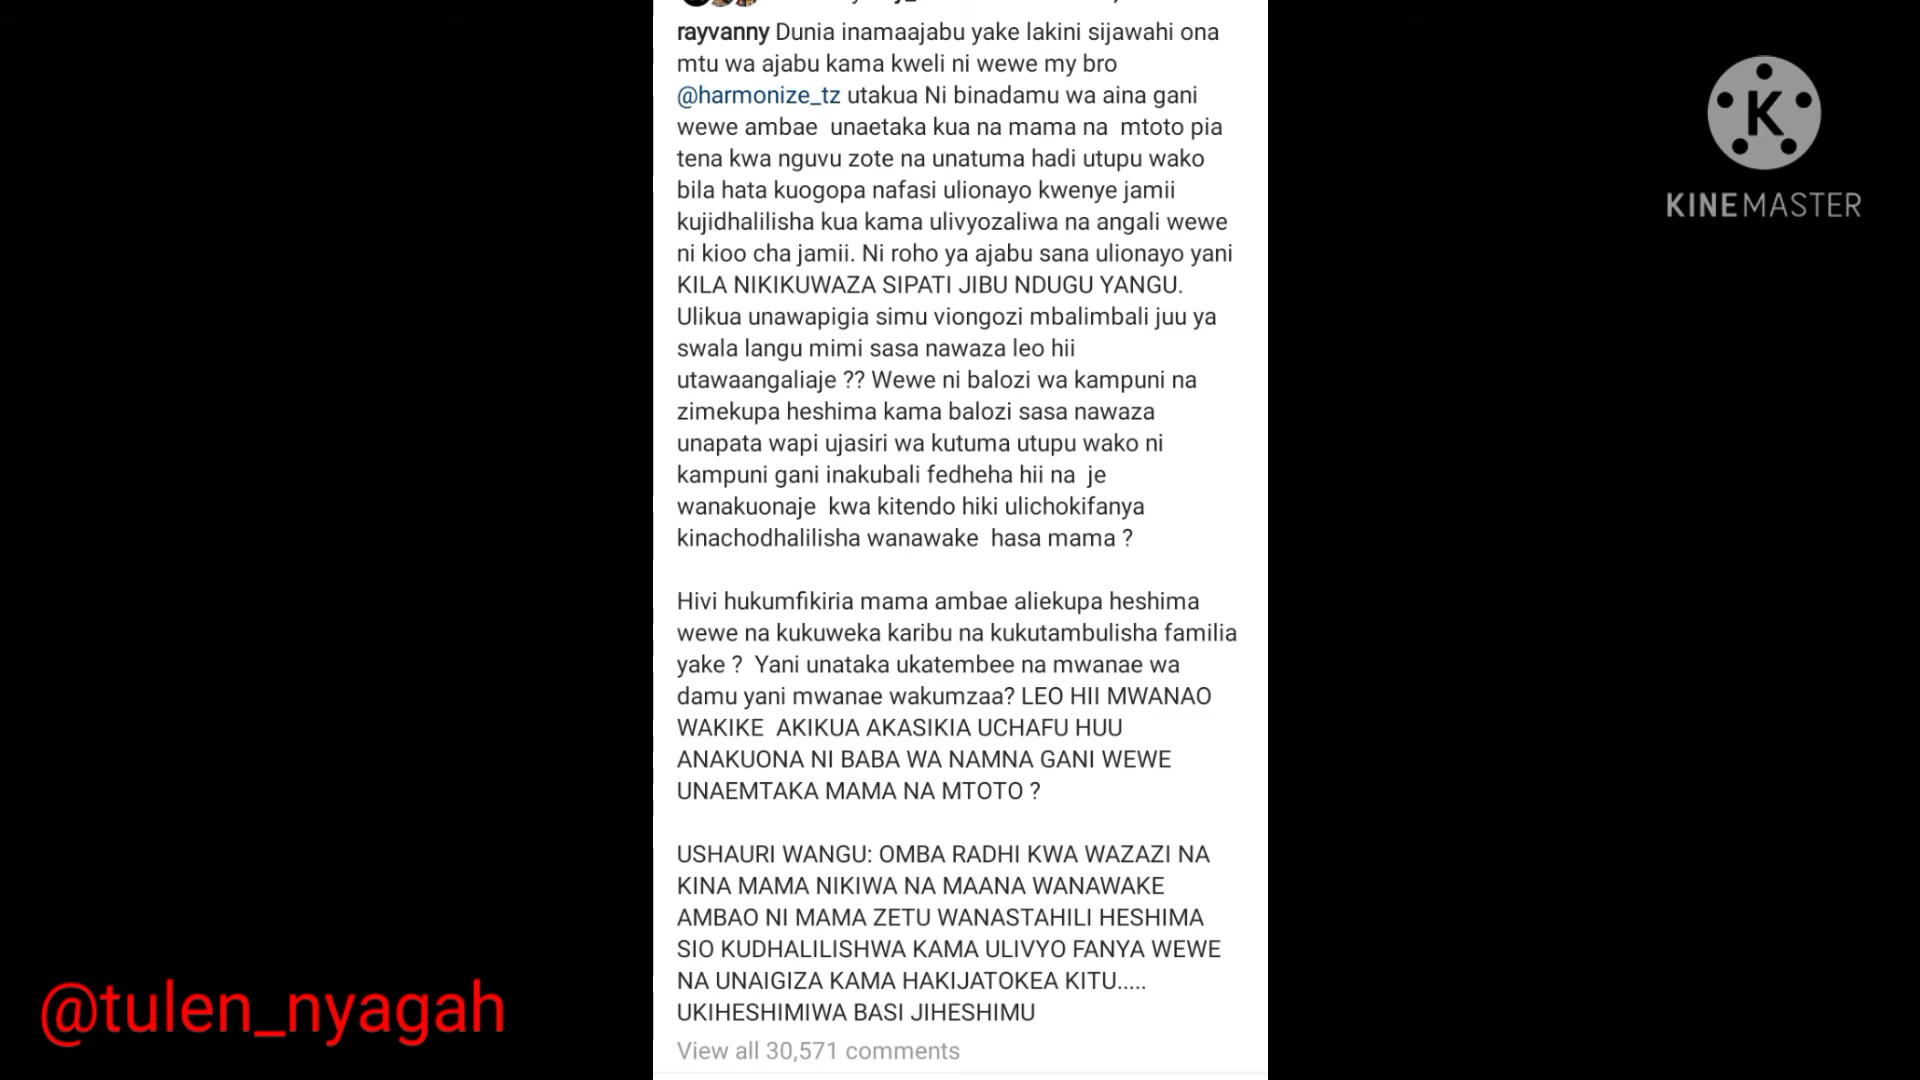 rayvanny Dunia inamaajabu yake lakini sijawahi ona
mtu wa ajabu kama kweli ni wewe my bro
@harmonize_tz utakua Ni binadamu wa aina gani
wewe ambae  unaetaka kua na mama na  mtoto pia
tena kwa nguvu zote na unatuma hadi utupu wako
bila hata kuogopa nafasi ulionayo kwenye jamii
kujidhalilisha kua kama ulivyozaliwa na angali wewe
ni kioo cha jamii. Ni roho ya ajabu sana ulionayo yani
KILA NIKIKUWAZA SIPATI JIBU NDUGU YANGU.
Ulikua unawapigia simu viongozi mbalimbali juu ya
swala langu mimi sasa nawaza leo hii
utawaangaliaje ?? Wewe ni balozi wa kampuni na
zimekupa heshima kama balozi sasa nawaza
unapata wapi ujasiri wa kutuma utupu wako ni
kampuni gani inakubali fedheha hii na  je
wanakuonaje  kwa kitendo hiki ulichokifanya
kinachodhalilisha wanawake  hasa mama ?
Hivi hukumfikiria mama ambae aliekupa heshima
wewe na kukuweka karibu na kukutambulisha familia
yake ?  Yani unataka ukatembee na mwanae wa
damu yani mwanae wakumzaa? LEO HII MWANAO
WAKIKE  AKIKUA AKASIKIA UCHAFU HUU
ANAKUONA NI BABA WA NAMNA GANI WEWE
UNAEMTAKA MAMA NA MTOTO ?
USHAURI WANGU: OMBA RADHI KWA WAZAZI NA
KINA MAMA NIKIWA NA MAANA WANAWAKE
AMBAO NI MAMA ZETU WANASTAHILI HESHIMA
SIO KUDHALILISHWA KAMA ULIVYO FANYA WEWE
NA UNAIGIZA KAMA HAKIJATOKEA KITU.....
UKIHESHIMIWA BASI JIHESHIMU
View all 30,571 comments
K
KINEMASTER
@tulen_nyagah